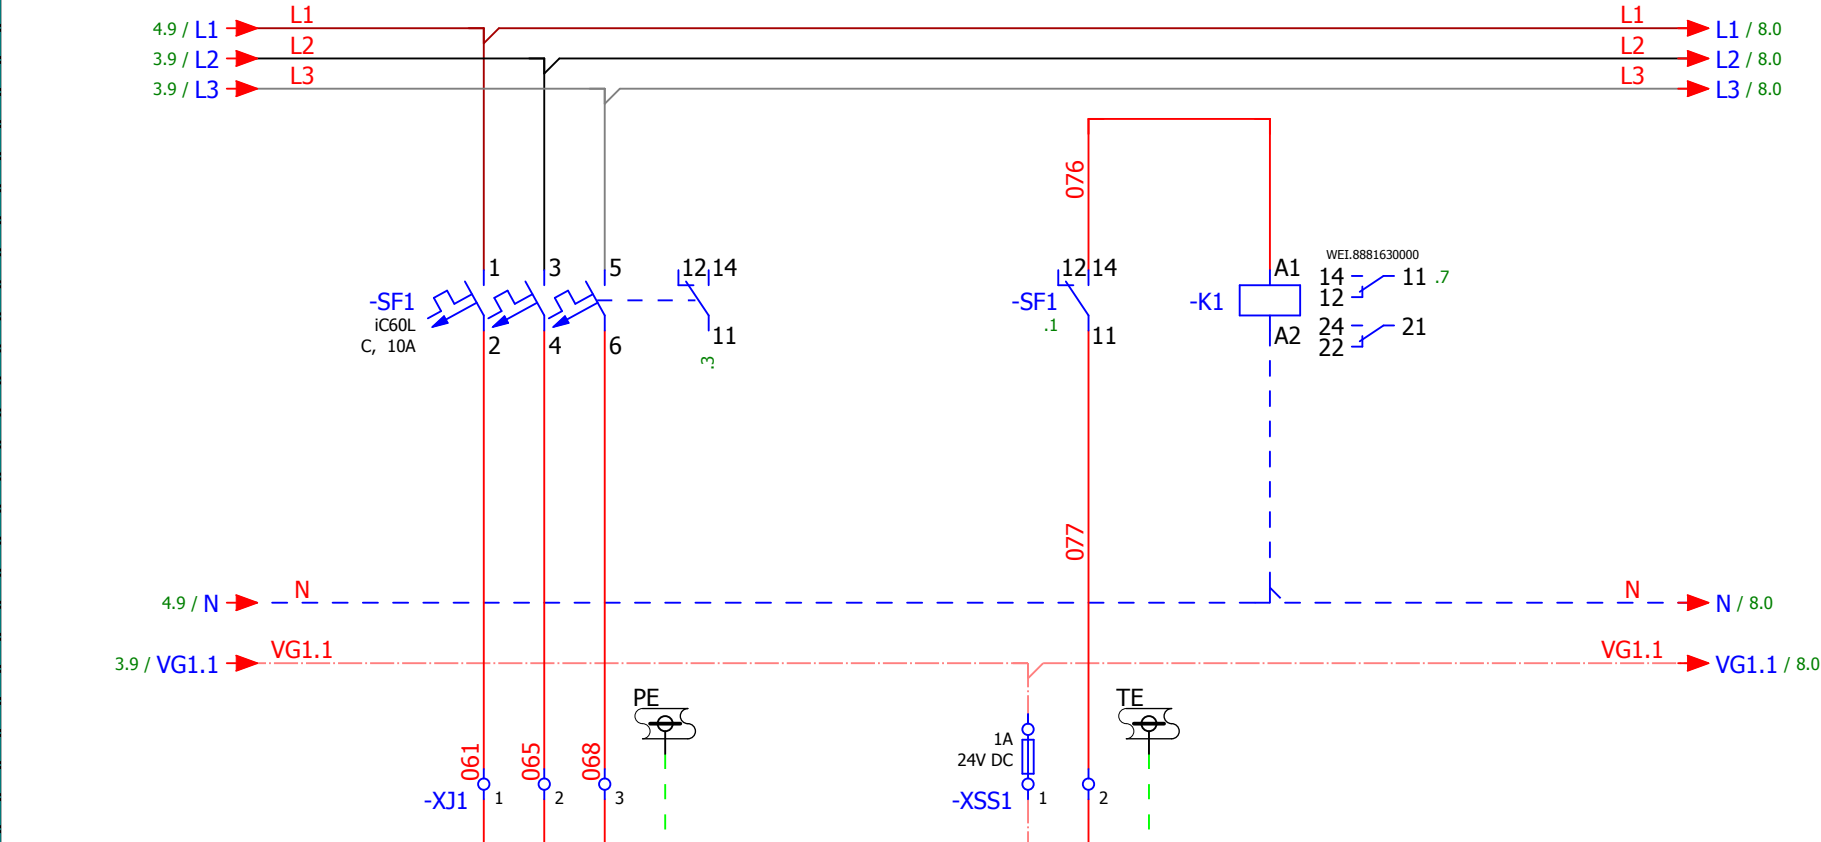 L1 L1
4.9 / L1 L1 / 8.0
L2 L2
3.9 / L2 L2 / 8.0
L3 L3
3.9 / L3 L3 / 8.0
076
WEI.8881630000
1 3 5 12 14 12 14 A1 14 11 .7
12
-SF1 -SF1 -K1
iC60L .1
C, 10A
24 21
22
2 4 6 11 11 A2
.3
077
N N
4.9 / N N / 8.0
VG1.1 VG1.1
3.9 / VG1.1 VG1.1 / 8.0
PE TE
1A
24V DC
061 065 068
-XJ1 1 2 3 -XSS1 1 2